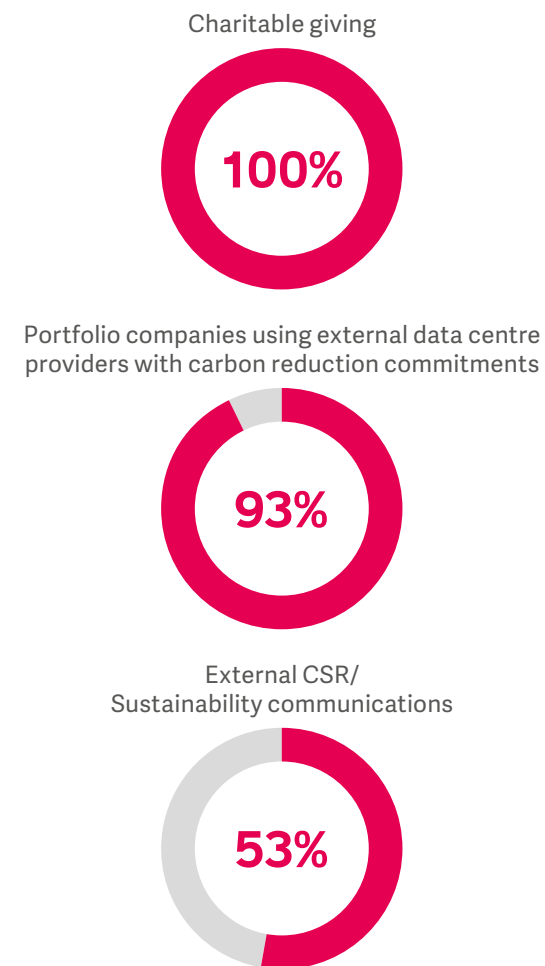 Charitable giving
100%
Portfolio companies using external data centre
providers with carbon reduction commitments
93%
External CSR/
Sustainability communications
53%